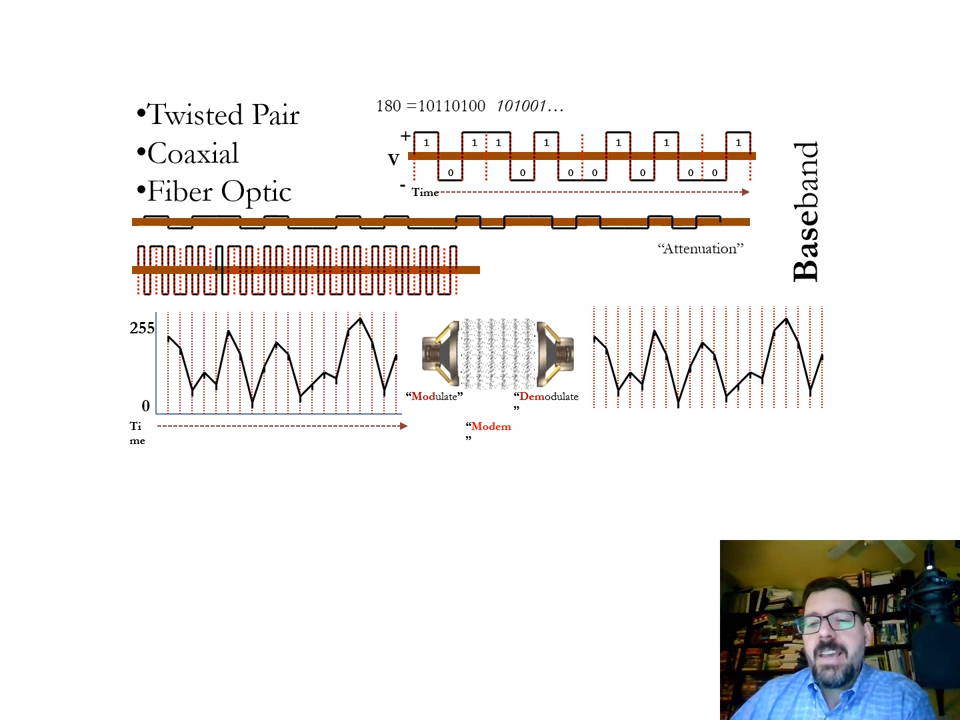 •Twisted Pair
•Coaxial
•Fiber Optic
180 =10110100 101001…
+
V
-
1 1 1 1 1 1 1
0 0 0 0 0 0 0
Time
Baseband
“Attenuation”
255
0
Ti
me
“Modulate”
“Demodulate
”
“Modem
”